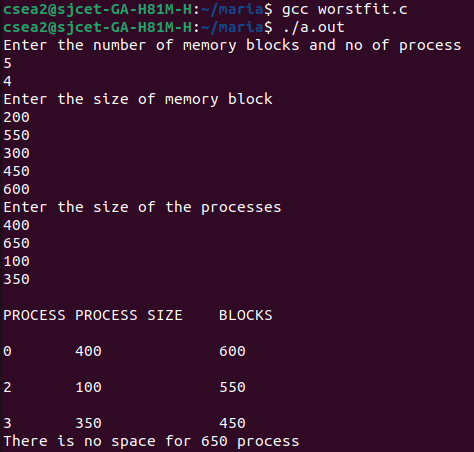 csea2@sjcet-GA-H81M-H:~/maria$ gcc worstfit.c
csea2@sjcet-GA-H81M-H:~/maria$ ./a.out
Enter the number of memory blocks and no of process
5
4
Enter the size of memory block
200
550
300
450
600
Enter the size of the processes
400
650
100
350
PROCESS PROCESS SIZE    BLOCKS
0       400             600
2       100             550
3       350             450
There is no space for 650 process